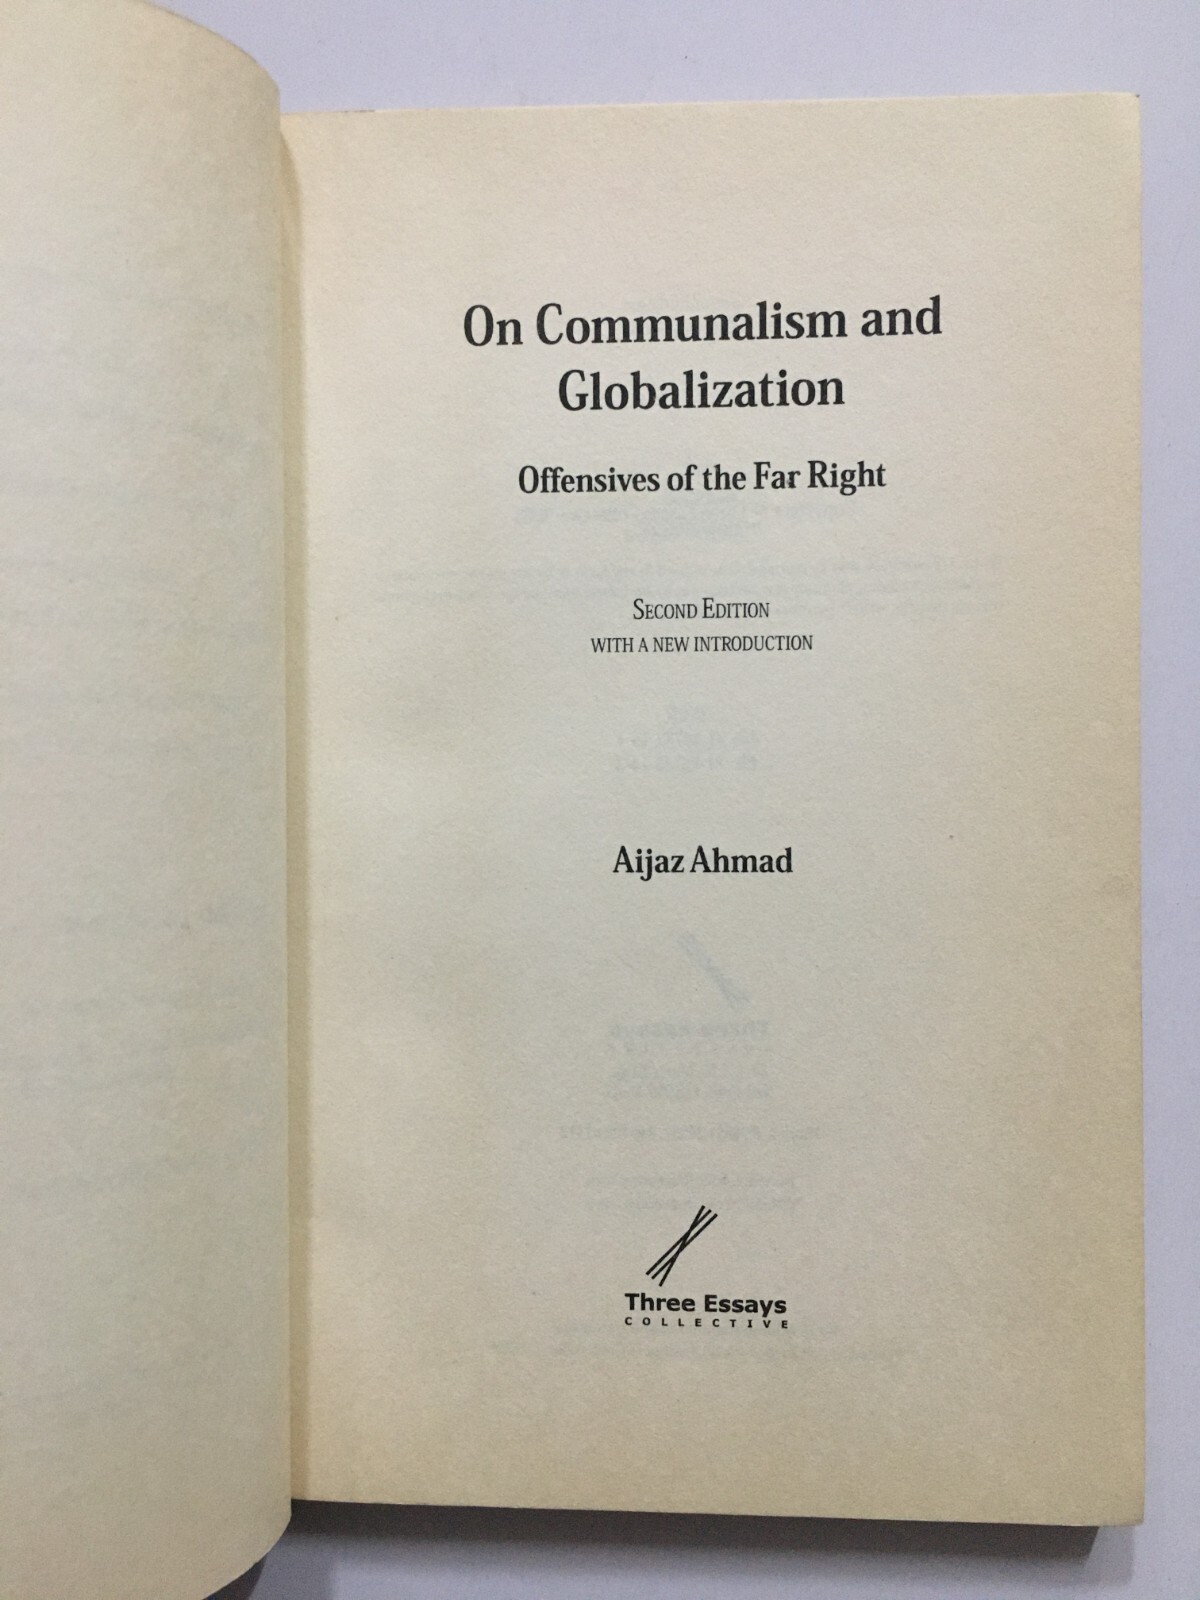 On Communalism and
Globalization
Offensives of the Far Right
SECOND EDITION
WITH A NEW INTRODUCTION
Aijaz Ahmad
Three Essays
COLLECTIVE